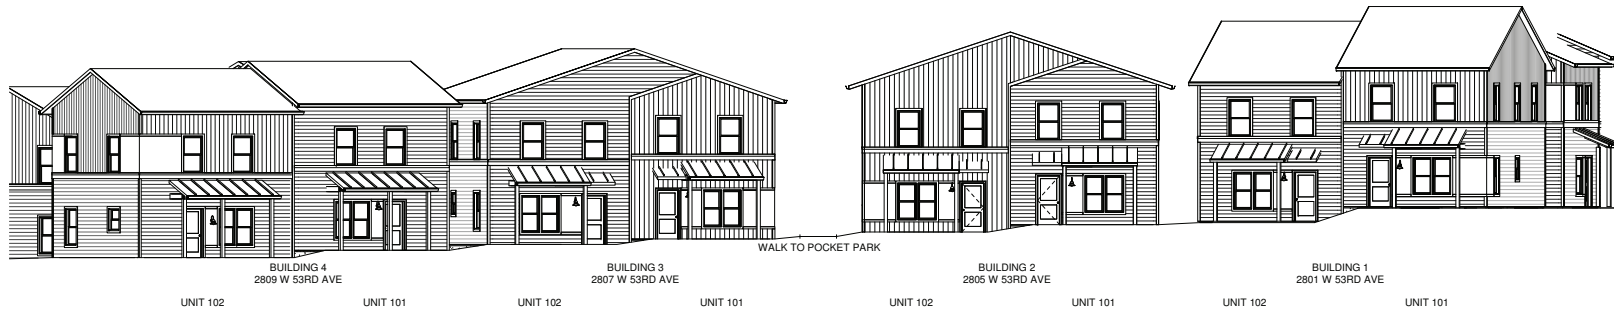 WALK TO POCKET PARK
BUILDING 4
2809 W 53RD AVE
BUILDING 3
2807 W 53RD AVE
BUILDING 2
2805 W 53RD AVE
BUILDING 1
2801 W 53RD AVE
UNIT 102
UNIT 101
UNIT 102
UNIT 101
UNIT 102
UNIT 101
UNIT 102
UNIT 101